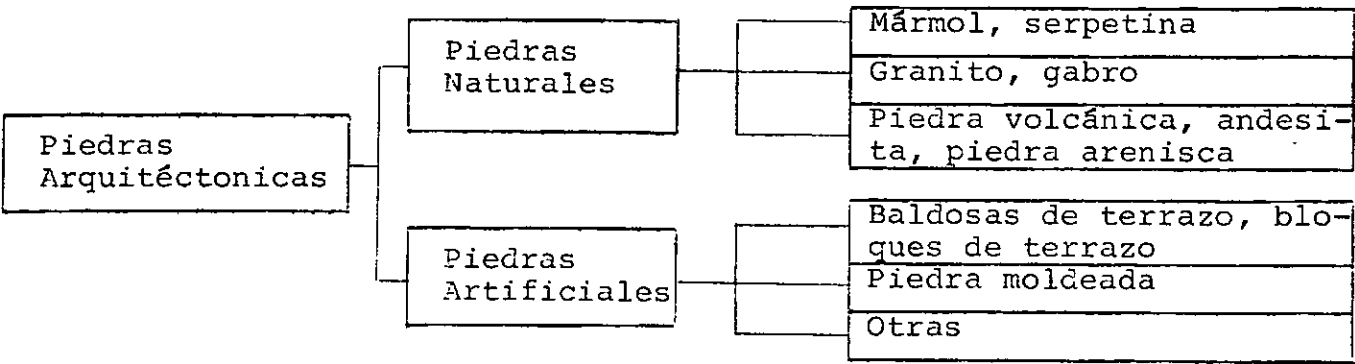 Piedras
Arquitéctonicas
Piedras
Naturales
Mármol, serpetina
Granito, gabro
Piedra volcánica, andesi-
ta, piedra arenisca
Piedras
Artificiales
Baldosas de terrazo, blo-
ques de terrazo
Piedra moldeada
Otras